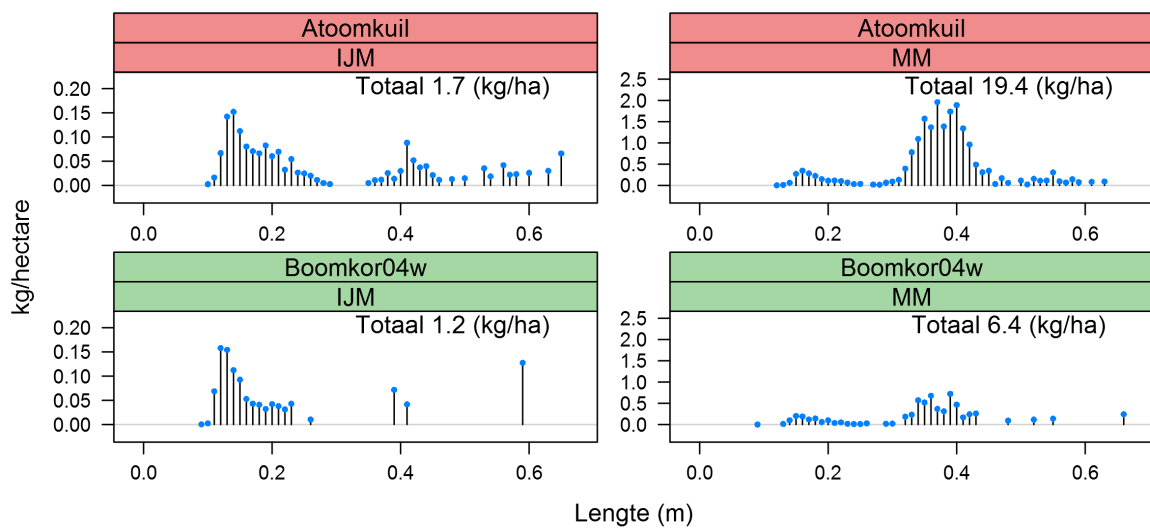 Atoomkuil
IJM
Totaal 1.7 (kg/ha)
0.20
0.15
0.10
0.05
0.00
0.0 0.2 0.4 0.6
Atoomkuil
MM
Totaal 19.4 (kg/ha)
2.5
2.0
1.5
1.0
0.5
0.0
0.0 0.2 0.4 0.6
kg/hectare
Boomkor04w
IJM
Totaal 1.2 (kg/ha)
0.20
0.15
0.10
0.05
0.00
0.0 0.2 0.4 0.6
Boomkor04w
MM
Totaal 6.4 (kg/ha)
2.5
2.0
1.5
1.0
0.5
0.0
0.0 0.2 0.4 0.6
Lengte (m)